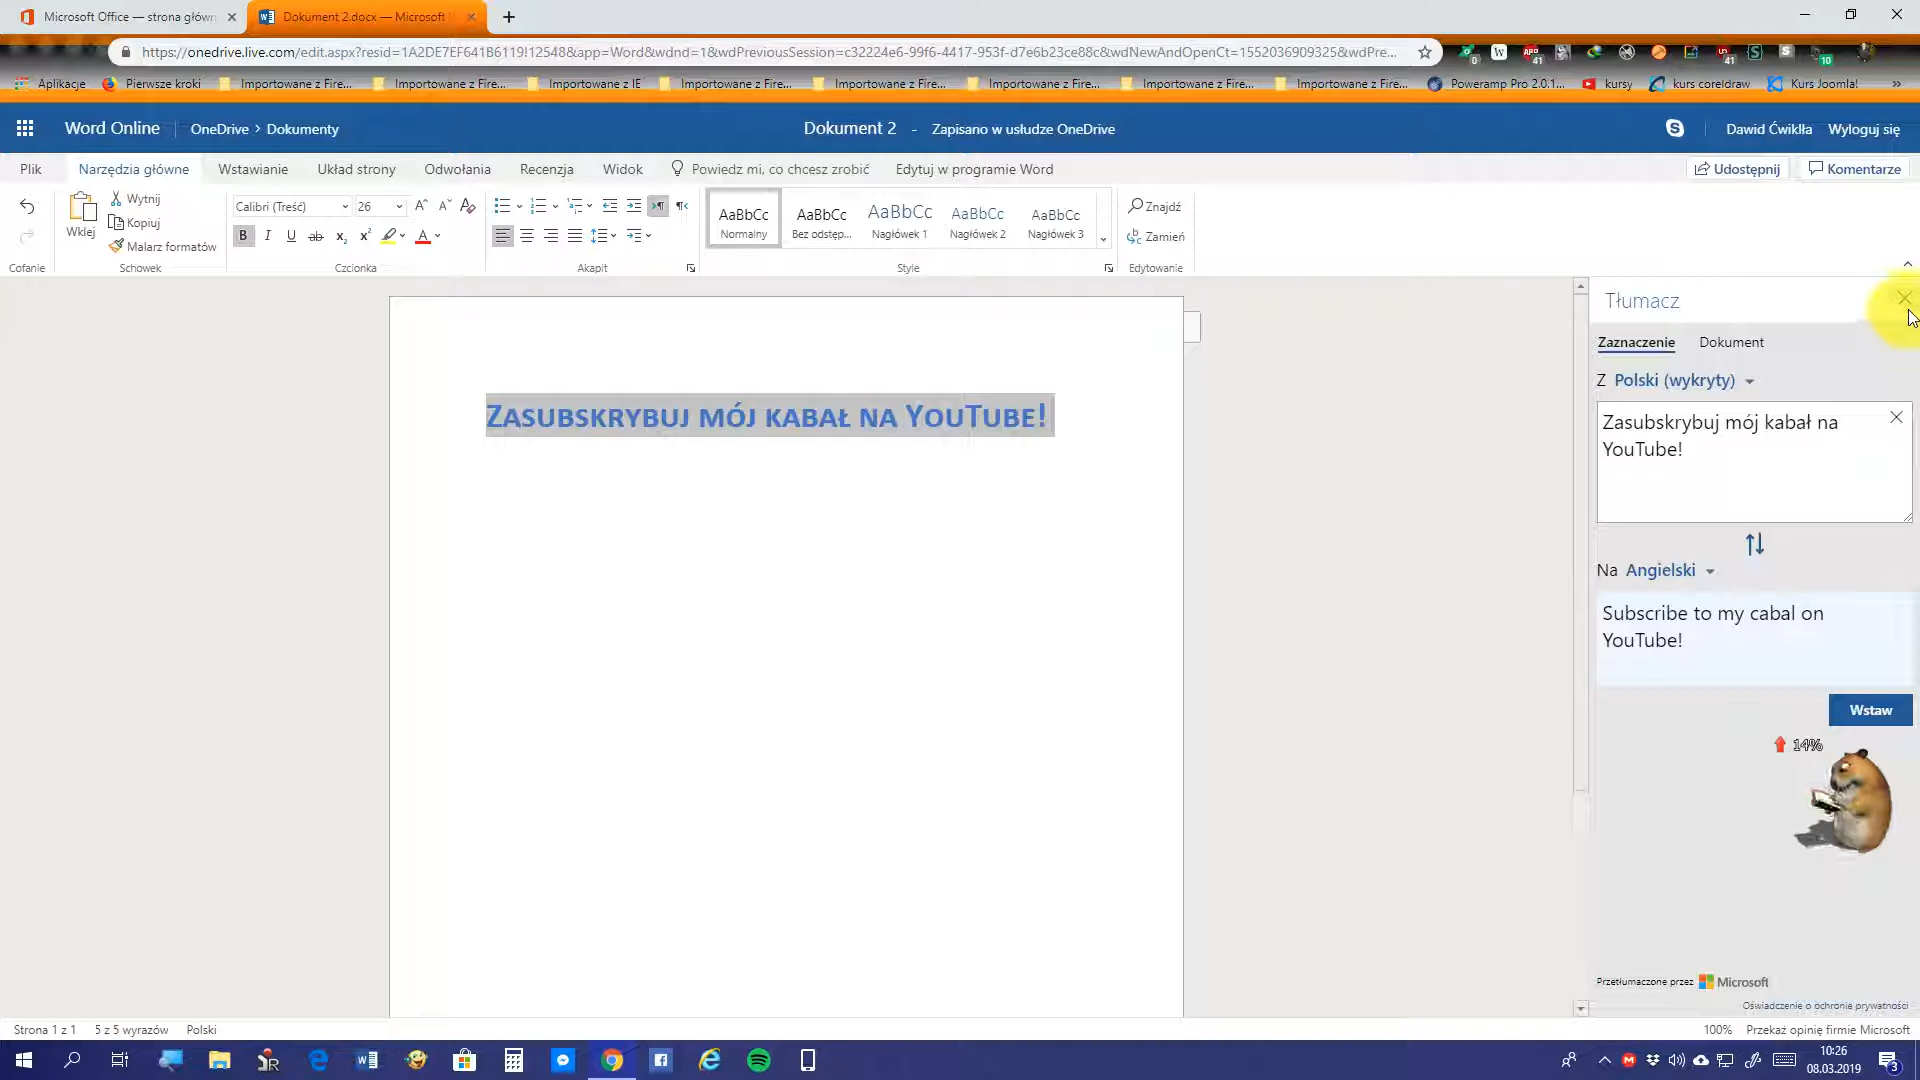 Microsoft Office — strona główn
Dokument 2.docx — Microsoft
https://onedrive.live.com/edit.aspx?resid=1A2DE7EF641B6119!12548&app=Word&wdnd=1&wdPreviousSession=c32224e6-99f6-4417-953f-d7e6b23ce88c&wdNewAndOpenCt=1552036909325&wdPre...
0 41 41 10
Aplikacje Pierwsze kroki Importowane z Fire... Importowane z Fire... Importowane z IE Importowane z Fire... Importowane z Fire... Importowane z Fire... Importowane z Fire... Importowane z Fire... Poweramp Pro 2.0.1... kursy kurs coreldraw Kurs Joomla! »
Word Online OneDrive > Dokumenty Dokument 2 - Zapisano w usłudze OneDrive Dawid Ćwikłła Wyloguj się
Plik Narzędzia główne Wstawianie Układ strony Odwołania Recenzja Widok Powiedz mi, co chcesz zrobić Edytuj w programie Word Udostępnij Komentarze
Wklej
Wytnij
Kopiuj
Malarz formatów
Calibri (Treść) 26
AaBbCc AaBbCc AaBbCc AaBbCc AaBbCc
Normalny Bez odstęp... Nagłówek 1 Nagłówek 2 Nagłówek 3
Znajdź
Zamień
Cofanie Schowek Czcionka Akapit Style Edytowanie
Zasubskrybuj mój kabał na YouTube!
Tłumacz
Zaznaczenie Dokument
Z Polski (wykryty)
Zasubskrybuj mój kabał na
YouTube!
Na Angielski
Subscribe to my cabal on
YouTube!
Wstaw
14%
Przetłumaczone przez Microsoft
Oświadczenie o ochronie prywatności
Strona 1 z 1 5 z 5 wyrazów Polski 100% Przekaż opinię firmie Microsoft
10:26
08.03.2019
3